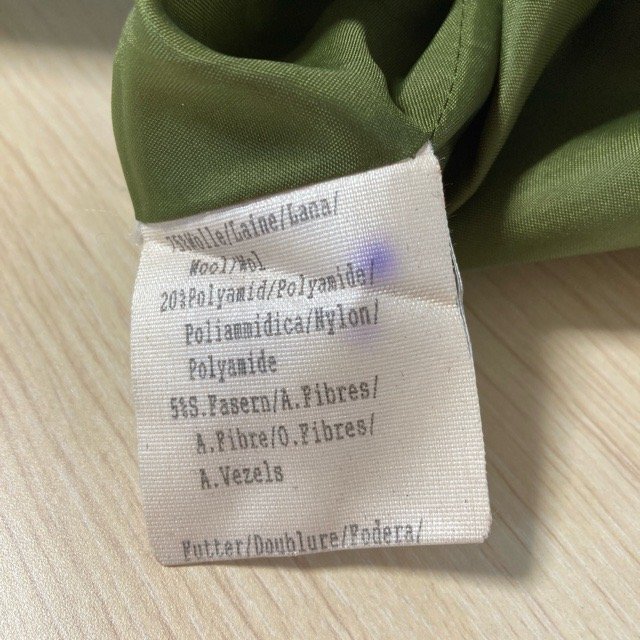 75%Wolle/Laine/Lana/
Wool/Wol
20%Polyamid/Polyamide/
Poliammidica/Nylon/
Polyamide
5%S.Fasern/A.Fibres/
A.Fibre/O.Fibres/
A.Vezels
Futter/Doublure/Fodera/